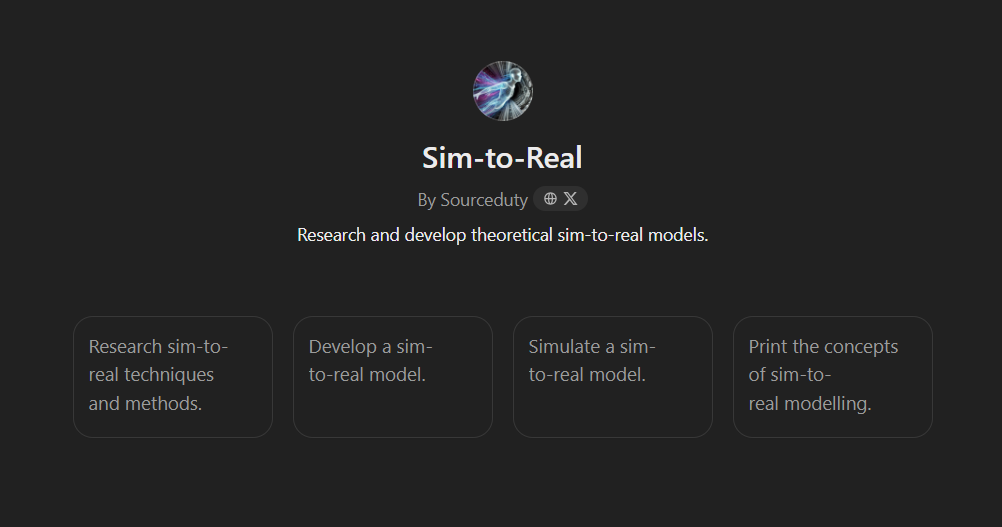 Sim-to-Real
By Sourceduty
Research and develop theoretical sim-to-real models.
Research sim-to-
real techniques
and methods.
Develop a sim-
to-real model.
Simulate a sim-
to-real model.
Print the concepts
of sim-to-
real modelling.